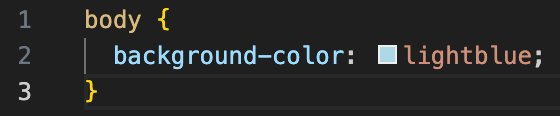 1 body {
2 background-color: lightblue;
3 }